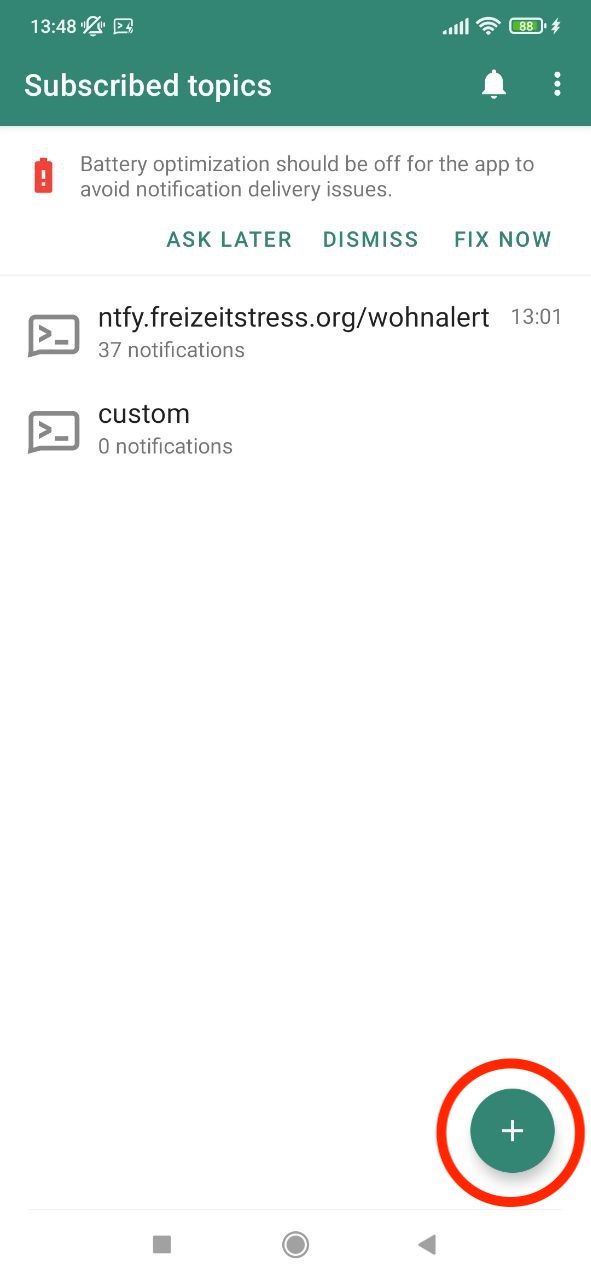 13:48
88
Subscribed topics
Battery optimization should be off for the app to
avoid notification delivery issues.
ASK LATER DISMISS FIX NOW
ntfy.freizeitstress.org/wohnalert 13:01
37 notifications
custom
0 notifications